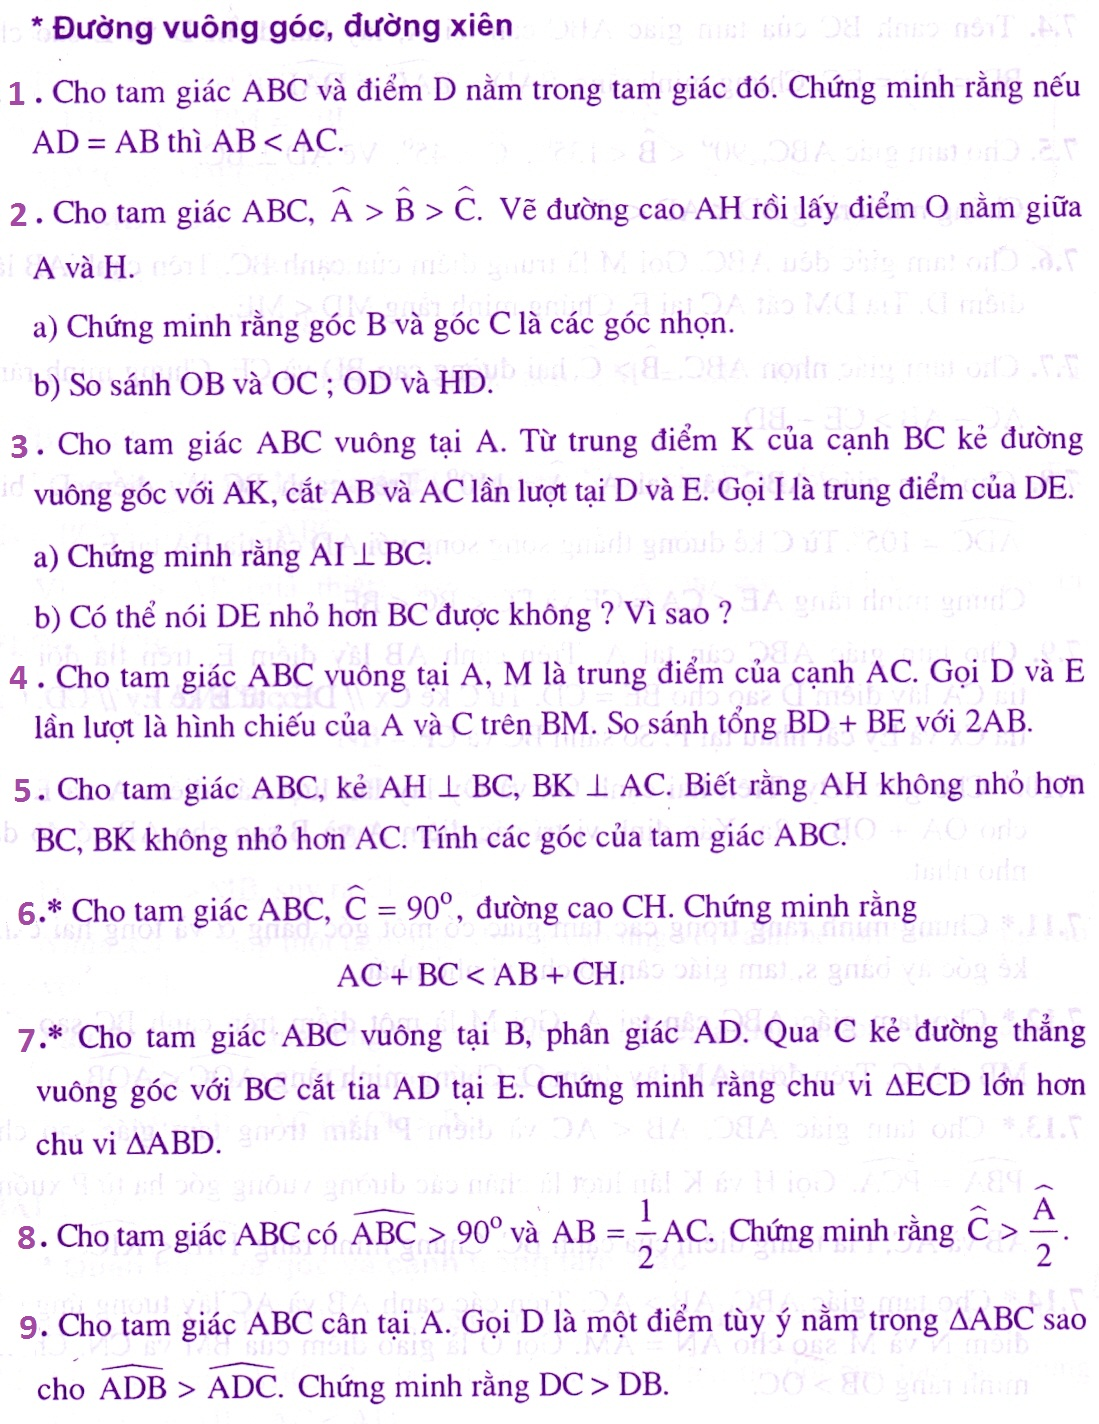 * Đường vuông góc, đường xiên
1. Cho tam giác ABC và điểm D nằm trong tam giác đó. Chứng minh rằng nếu
AD = AB thì AB < AC.
2. Cho tam giác ABC, Â > B̂ > Ĉ. Vẽ đường cao AH rồi lấy điểm O nằm giữa
A và H.
a) Chứng minh rằng góc B và góc C là các góc nhọn.
b) So sánh OB và OC ; OD và HD.
3. Cho tam giác ABC vuông tại A. Từ trung điểm K của cạnh BC kẻ đường
vuông góc với AK, cắt AB và AC lần lượt tại D và E. Gọi I là trung điểm của DE.
a) Chứng minh rằng AI ⊥ BC.
b) Có thể nói DE nhỏ hơn BC được không ? Vì sao ?
4. Cho tam giác ABC vuông tại A, M là trung điểm của cạnh AC. Gọi D và E
lần lượt là hình chiếu của A và C trên BM. So sánh tổng BD + BE với 2AB.
5. Cho tam giác ABC, kẻ AH ⊥ BC, BK ⊥ AC. Biết rằng AH không nhỏ hơn
BC, BK không nhỏ hơn AC. Tính các góc của tam giác ABC.
6.* Cho tam giác ABC, Ĉ = 90°, đường cao CH. Chứng minh rằng
AC + BC < AB + CH.
7.* Cho tam giác ABC vuông tại B, phân giác AD. Qua C kẻ đường thẳng
vuông góc với BC cắt tia AD tại E. Chứng minh rằng chu vi ΔECD lớn hơn
chu vi ΔABD.
8. Cho tam giác ABC có \widehat{ABC} > 90° và AB = \frac{1}{2}AC. Chứng minh rằng Ĉ > \frac{Â}{2}.
9. Cho tam giác ABC cân tại A. Gọi D là một điểm tùy ý nằm trong ΔABC sao
cho \widehat{ADB} > \widehat{ADC}. Chứng minh rằng DC > DB.